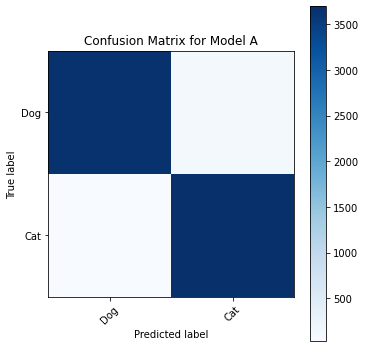 Confusion Matrix for Model A
Dog
Cat
True label
Dog
Cat
Predicted label
3500
3000
2500
2000
1500
1000
500